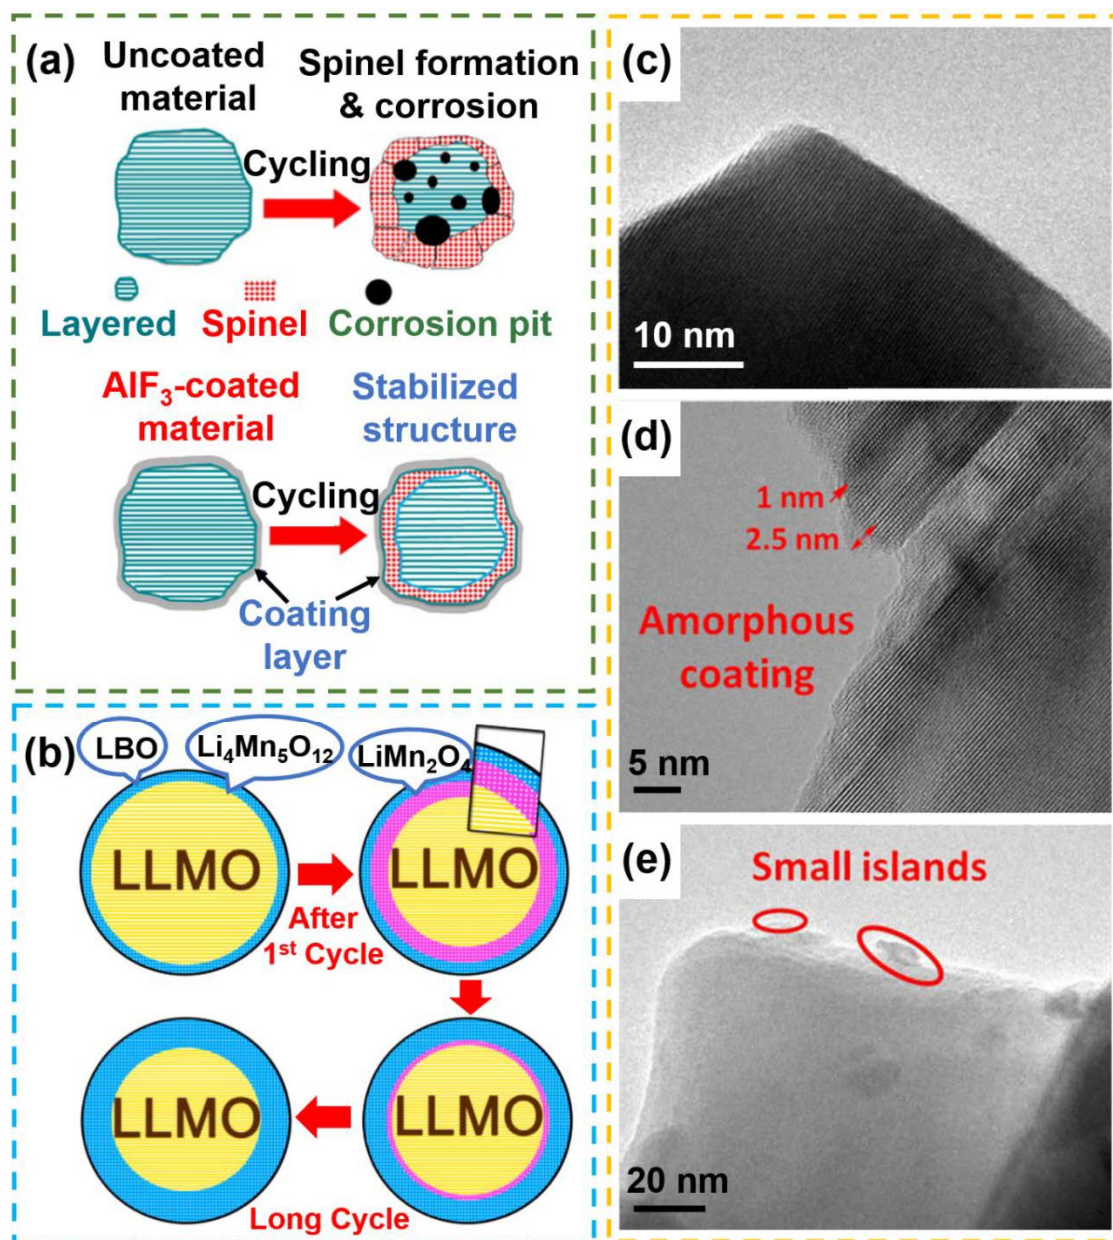 (a)
Uncoated
material
Spinel formation
& corrosion
Cycling
Layered
Spinel
Corrosion pit
AlF₃-coated
material
Stabilized
structure
Cycling
Coating
layer
(b)
LBO
Li₄Mn₅O₁₂
LiMn₂O₄
LLMO
LLMO
After
1ˢᵗ Cycle
LLMO
LLMO
Long Cycle
(c)
10 nm
(d)
1 nm
2.5 nm
Amorphous
coating
5 nm
(e)
Small islands
20 nm